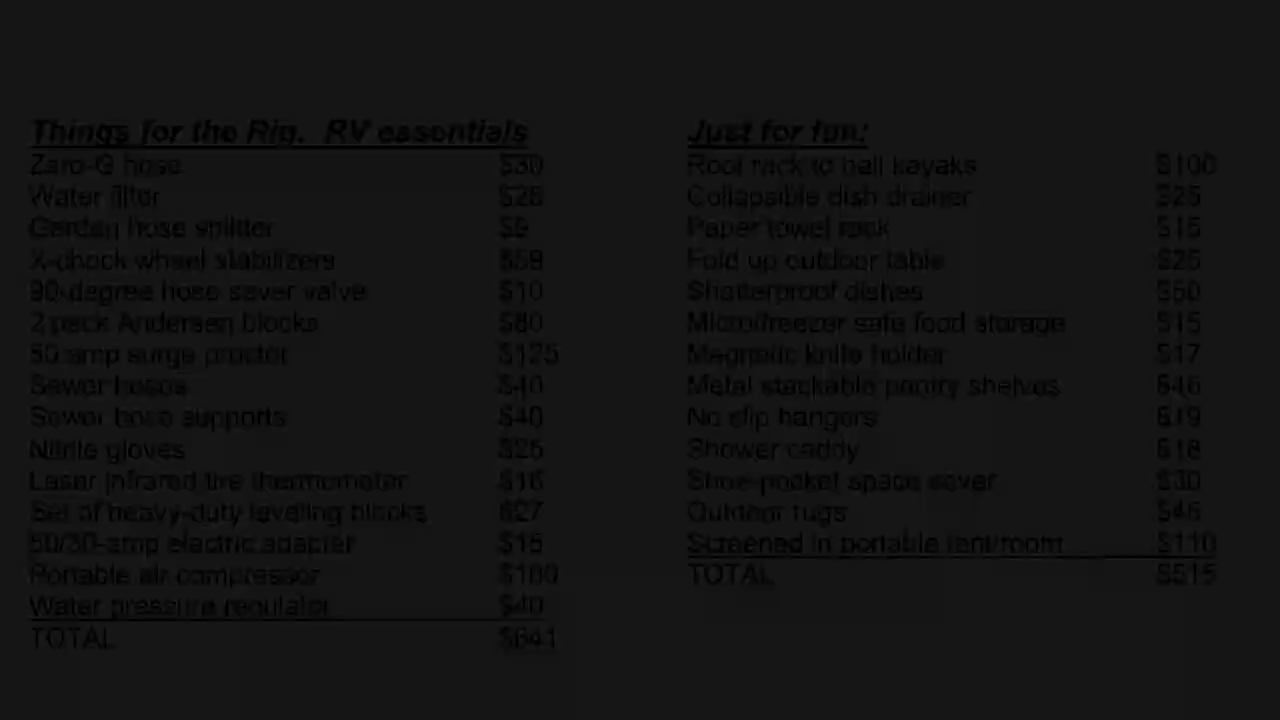 Things for the Rig.  RV essentials
Zero-G hose $30
Water filter $28
Garden hose splitter $9
X-chock wheel stabilizers $59
90-degree hose saver valve $10
2 pack Andersen blocks $80
50 amp surge proctor $125
Sewer hoses $40
Sewer hose supports $40
Nitrile gloves $25
Laser infrared tire thermometer $16
Set of heavy-duty leveling blocks $27
50/30-amp electric adapter $15
Portable air compressor $100
Water pressure regulator $40
TOTAL $641
Just for fun:
Roof rack to hall kayaks $100
Collapsible dish drainer $25
Paper towel rack $15
Fold up outdoor table $25
Shatterproof dishes $50
Micro/freezer safe food storage $15
Magnetic knife holder $17
Metal stackable pantry shelves
No slip hangers $19
Shower caddy $18
Shoe-pocket space saver $30
Outdoor rugs
Screened in portable tent/room $110
TOTAL $515